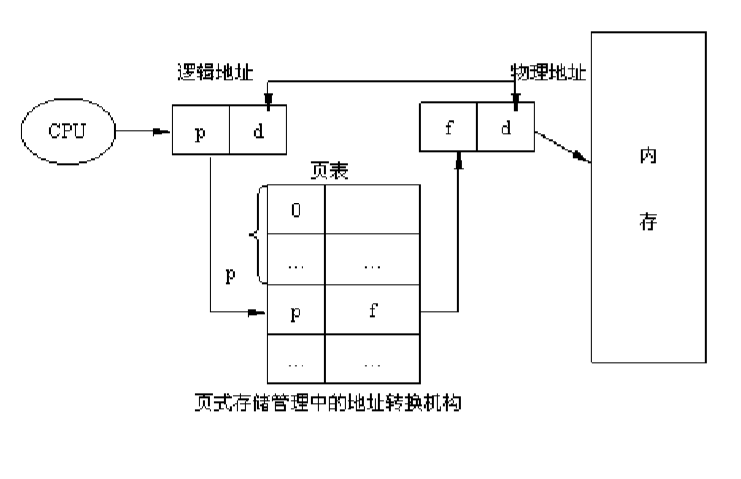 逻辑地址 物理地址
CPU p d f d
内
存
页表
0
… …
p
p f
… …
页式存储管理中的地址转换机构